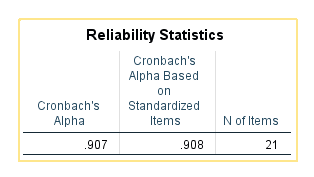 Reliability Statistics
Cronbach's
Alpha
Cronbach's
Alpha Based
on
Standardized
Items
N of Items
.907
.908
21